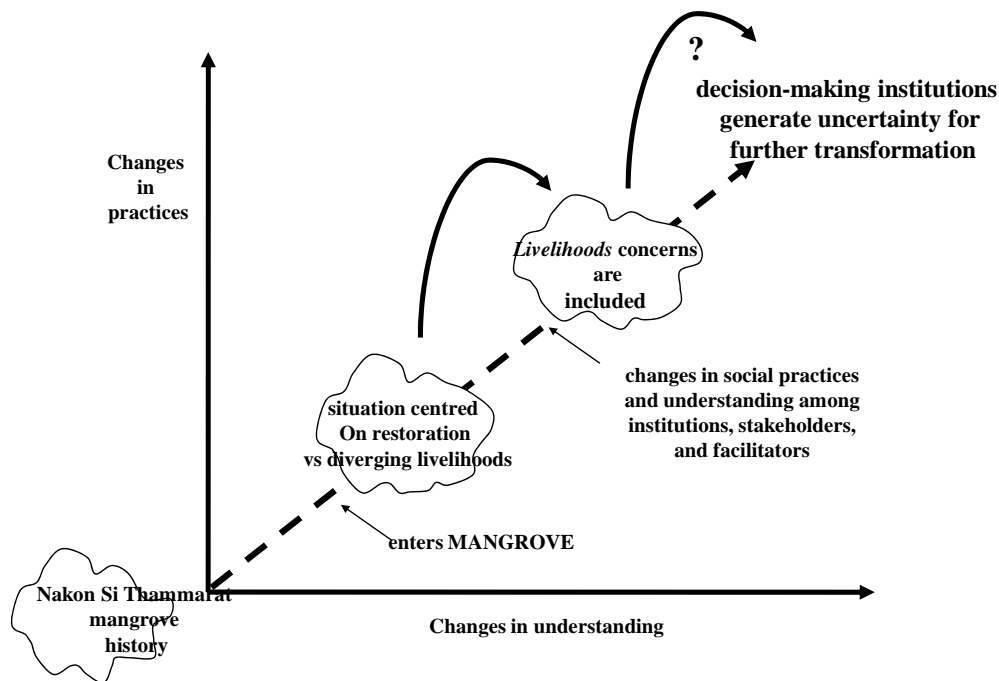 ?
decision-making institutions
generate uncertainty for
further transformation
Changes
in
practices
Livelihoods concerns
are
included
changes in social practices
and understanding among
institutions, stakeholders,
and facilitators
situation centred
On restoration
vs diverging livelihoods
enters MANGROVE
Nakon Si Thammarat
mangrove
history
Changes in understanding